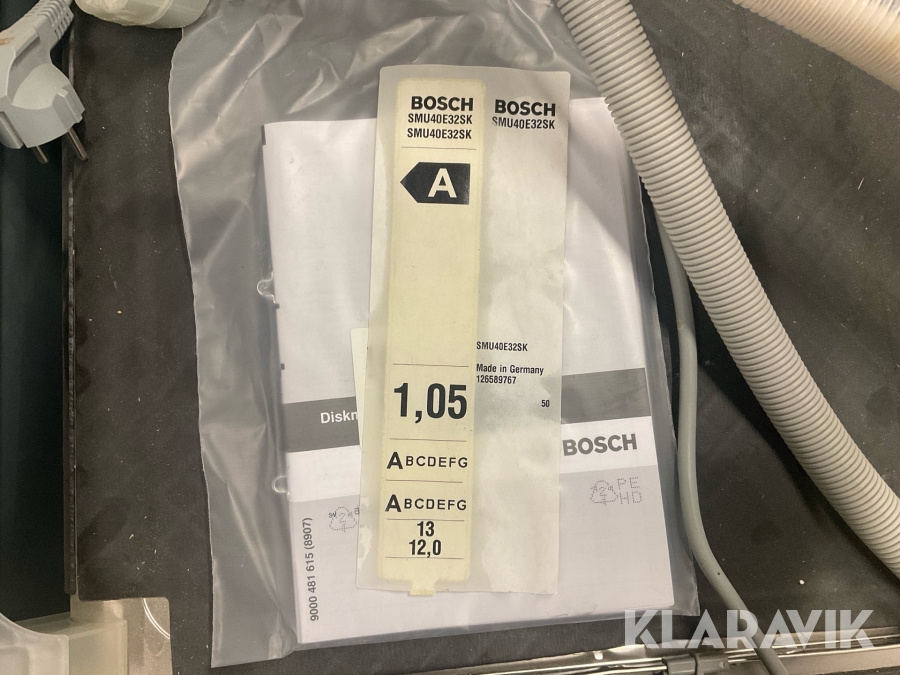 BOSCH
SMU40E32SK
SMU40E32SK
A
1,05
ABCDEFG
ABCDEFG
13
12,0
BOSCH
SMU40E32SK
SMU40E32SK
Made in Germany
126589767
50
Diskm
BOSCH
PE
HD
9000 481 615 (8907)
KLARAVIK